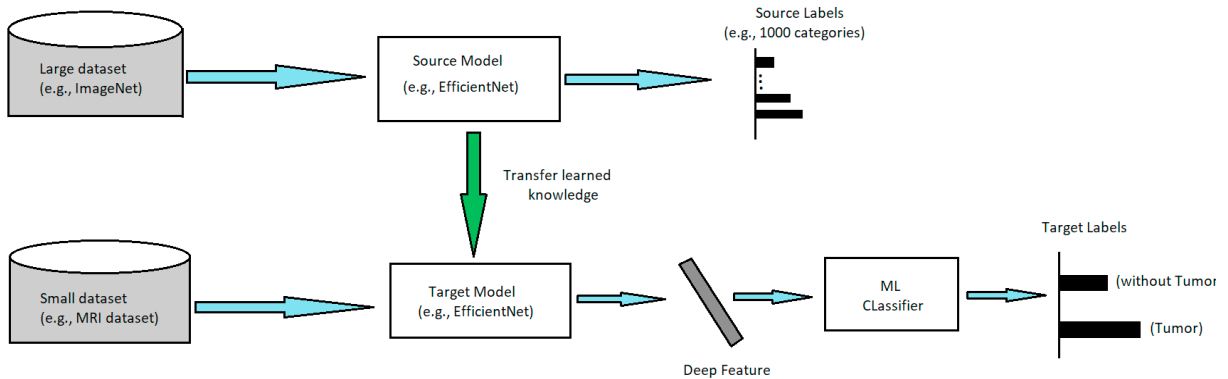 Source Labels
(e.g., 1000 categories)
Large dataset
(e.g., ImageNet)
Source Model
(e.g., EfficientNet)
Transfer learned
knowledge
Target Labels
Small dataset
(e.g., MRI dataset)
Target Model
(e.g., EfficientNet)
ML
CLassifier
(without Tumor
(Tumor)
Deep Feature